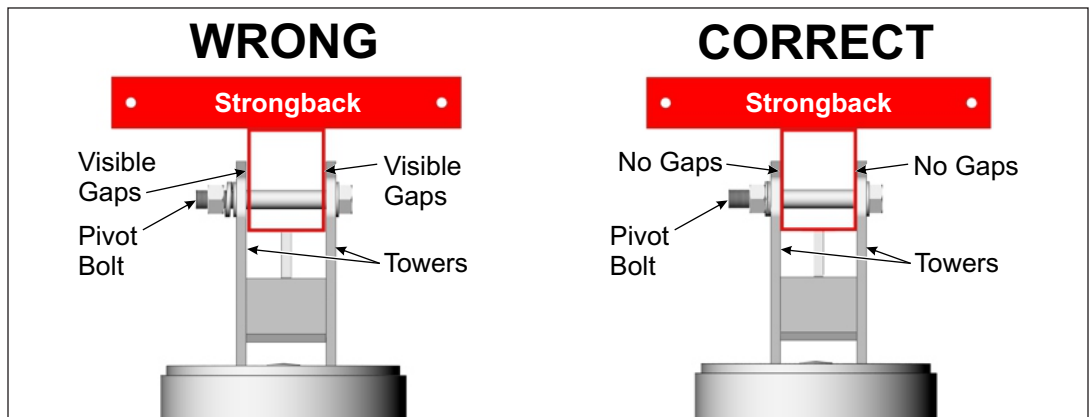 WRONG
Strongback
Visible
Gaps
Visible
Gaps
Pivot
Bolt
Towers
CORRECT
Strongback
No Gaps
No Gaps
Pivot
Bolt
Towers